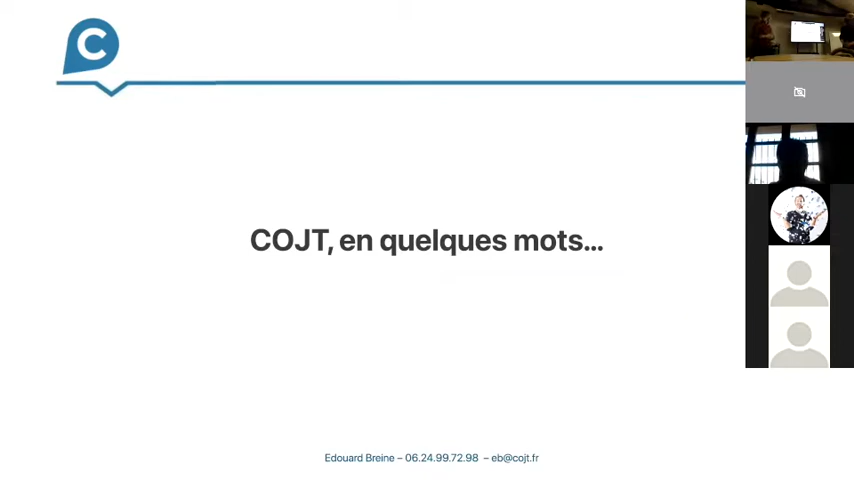 C
COJT, en quelques mots...
Edouard Breine – 06.24.99.72.98 – eb@cojt.fr